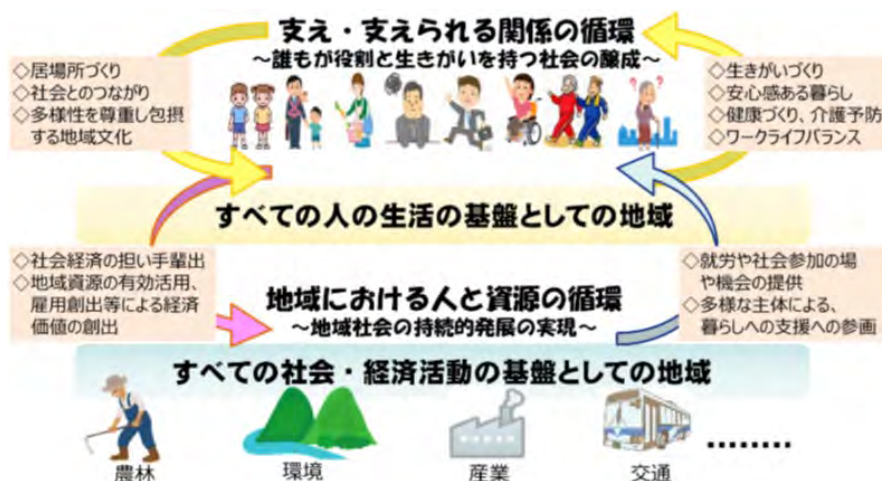 支え・支えられる関係の循環
～誰もが役割と生きがいを持つ社会の醸成～
◇居場所づくり
◇社会とのつながり
◇多様性を尊重し包摂
する地域文化
◇生きがいづくり
◇安心感ある暮らし
◇健康づくり、介護予防
◇ワークライフバランス
すべての人の生活の基盤としての地域
◇社会経済の担い手輩出
◇地域資源の有効活用、
雇用創出等による経済
価値の創出
地域における人と資源の循環
～地域社会の持続的発展の実現～
◇就労や社会参加の場
や機会の提供
◇多様な主体による、
暮らしへの支援への参画
すべての社会・経済活動の基盤としての地域
農林
環境
産業
交通
………